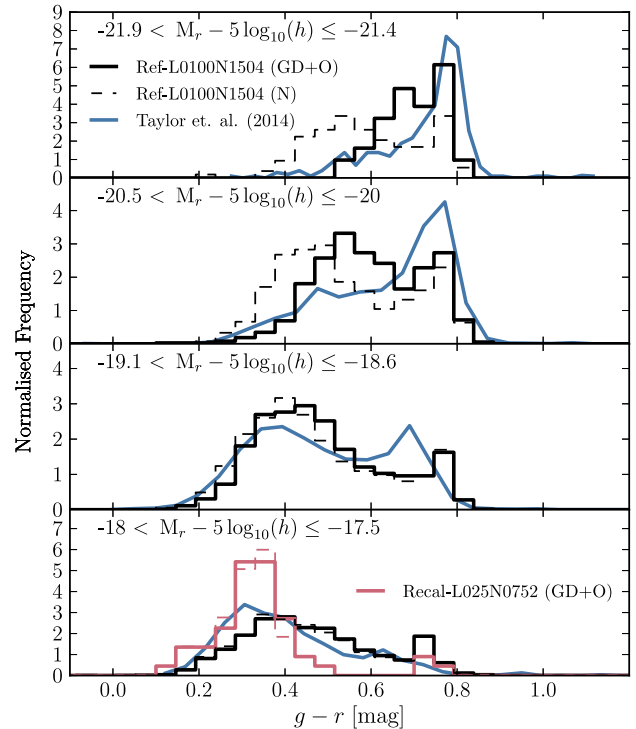 -21.9 < M_r − 5 log₁₀(h) ≤ −21.4
Ref-L0100N1504 (GD+O)
Ref-L0100N1504 (N)
Taylor et. al. (2014)
9
8
7
6
5
4
3
2
1
0
-20.5 < M_r − 5 log₁₀(h) ≤ −20
4
3
2
1
0
Normalised Frequency
-19.1 < M_r − 5 log₁₀(h) ≤ −18.6
4
3
2
1
0
-18 < M_r − 5 log₁₀(h) ≤ −17.5
Recal-L025N0752 (GD+O)
7
6
5
4
3
2
1
0
0.0 0.2 0.4 0.6 0.8 1.0
g − r [mag]